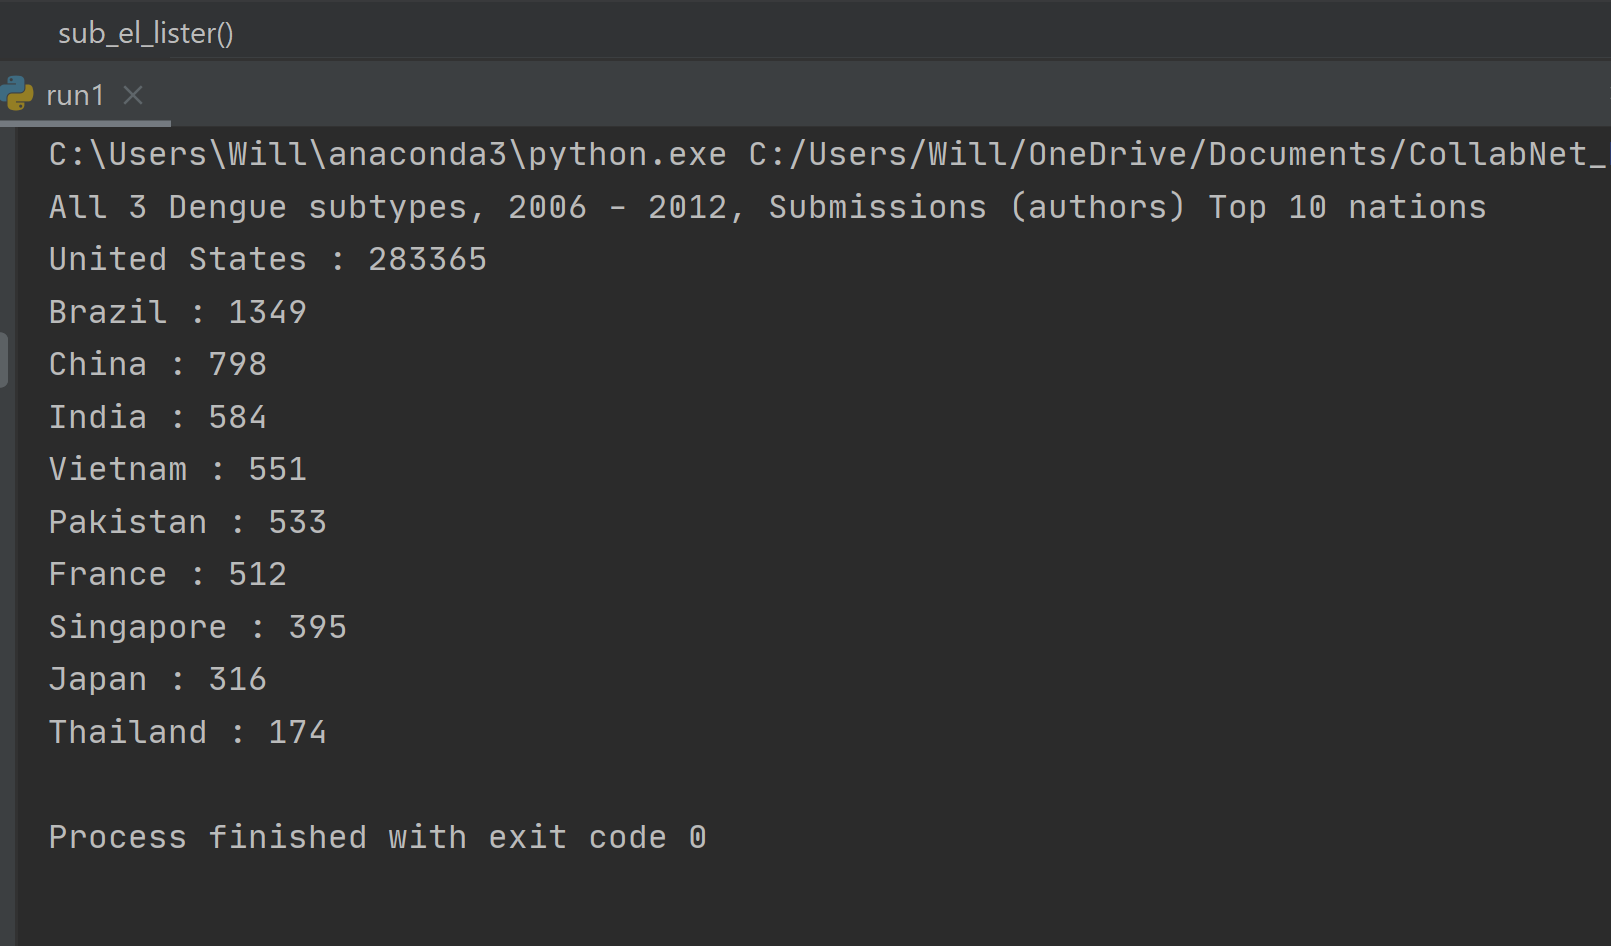 sub_el_lister()
run1
C:\Users\Will\anaconda3\python.exe C:/Users/Will/OneDrive/Documents/CollabNet_
All 3 Dengue subtypes, 2006 - 2012, Submissions (authors) Top 10 nations
United States : 283365
Brazil : 1349
China : 798
India : 584
Vietnam : 551
Pakistan : 533
France : 512
Singapore : 395
Japan : 316
Thailand : 174
Process finished with exit code 0